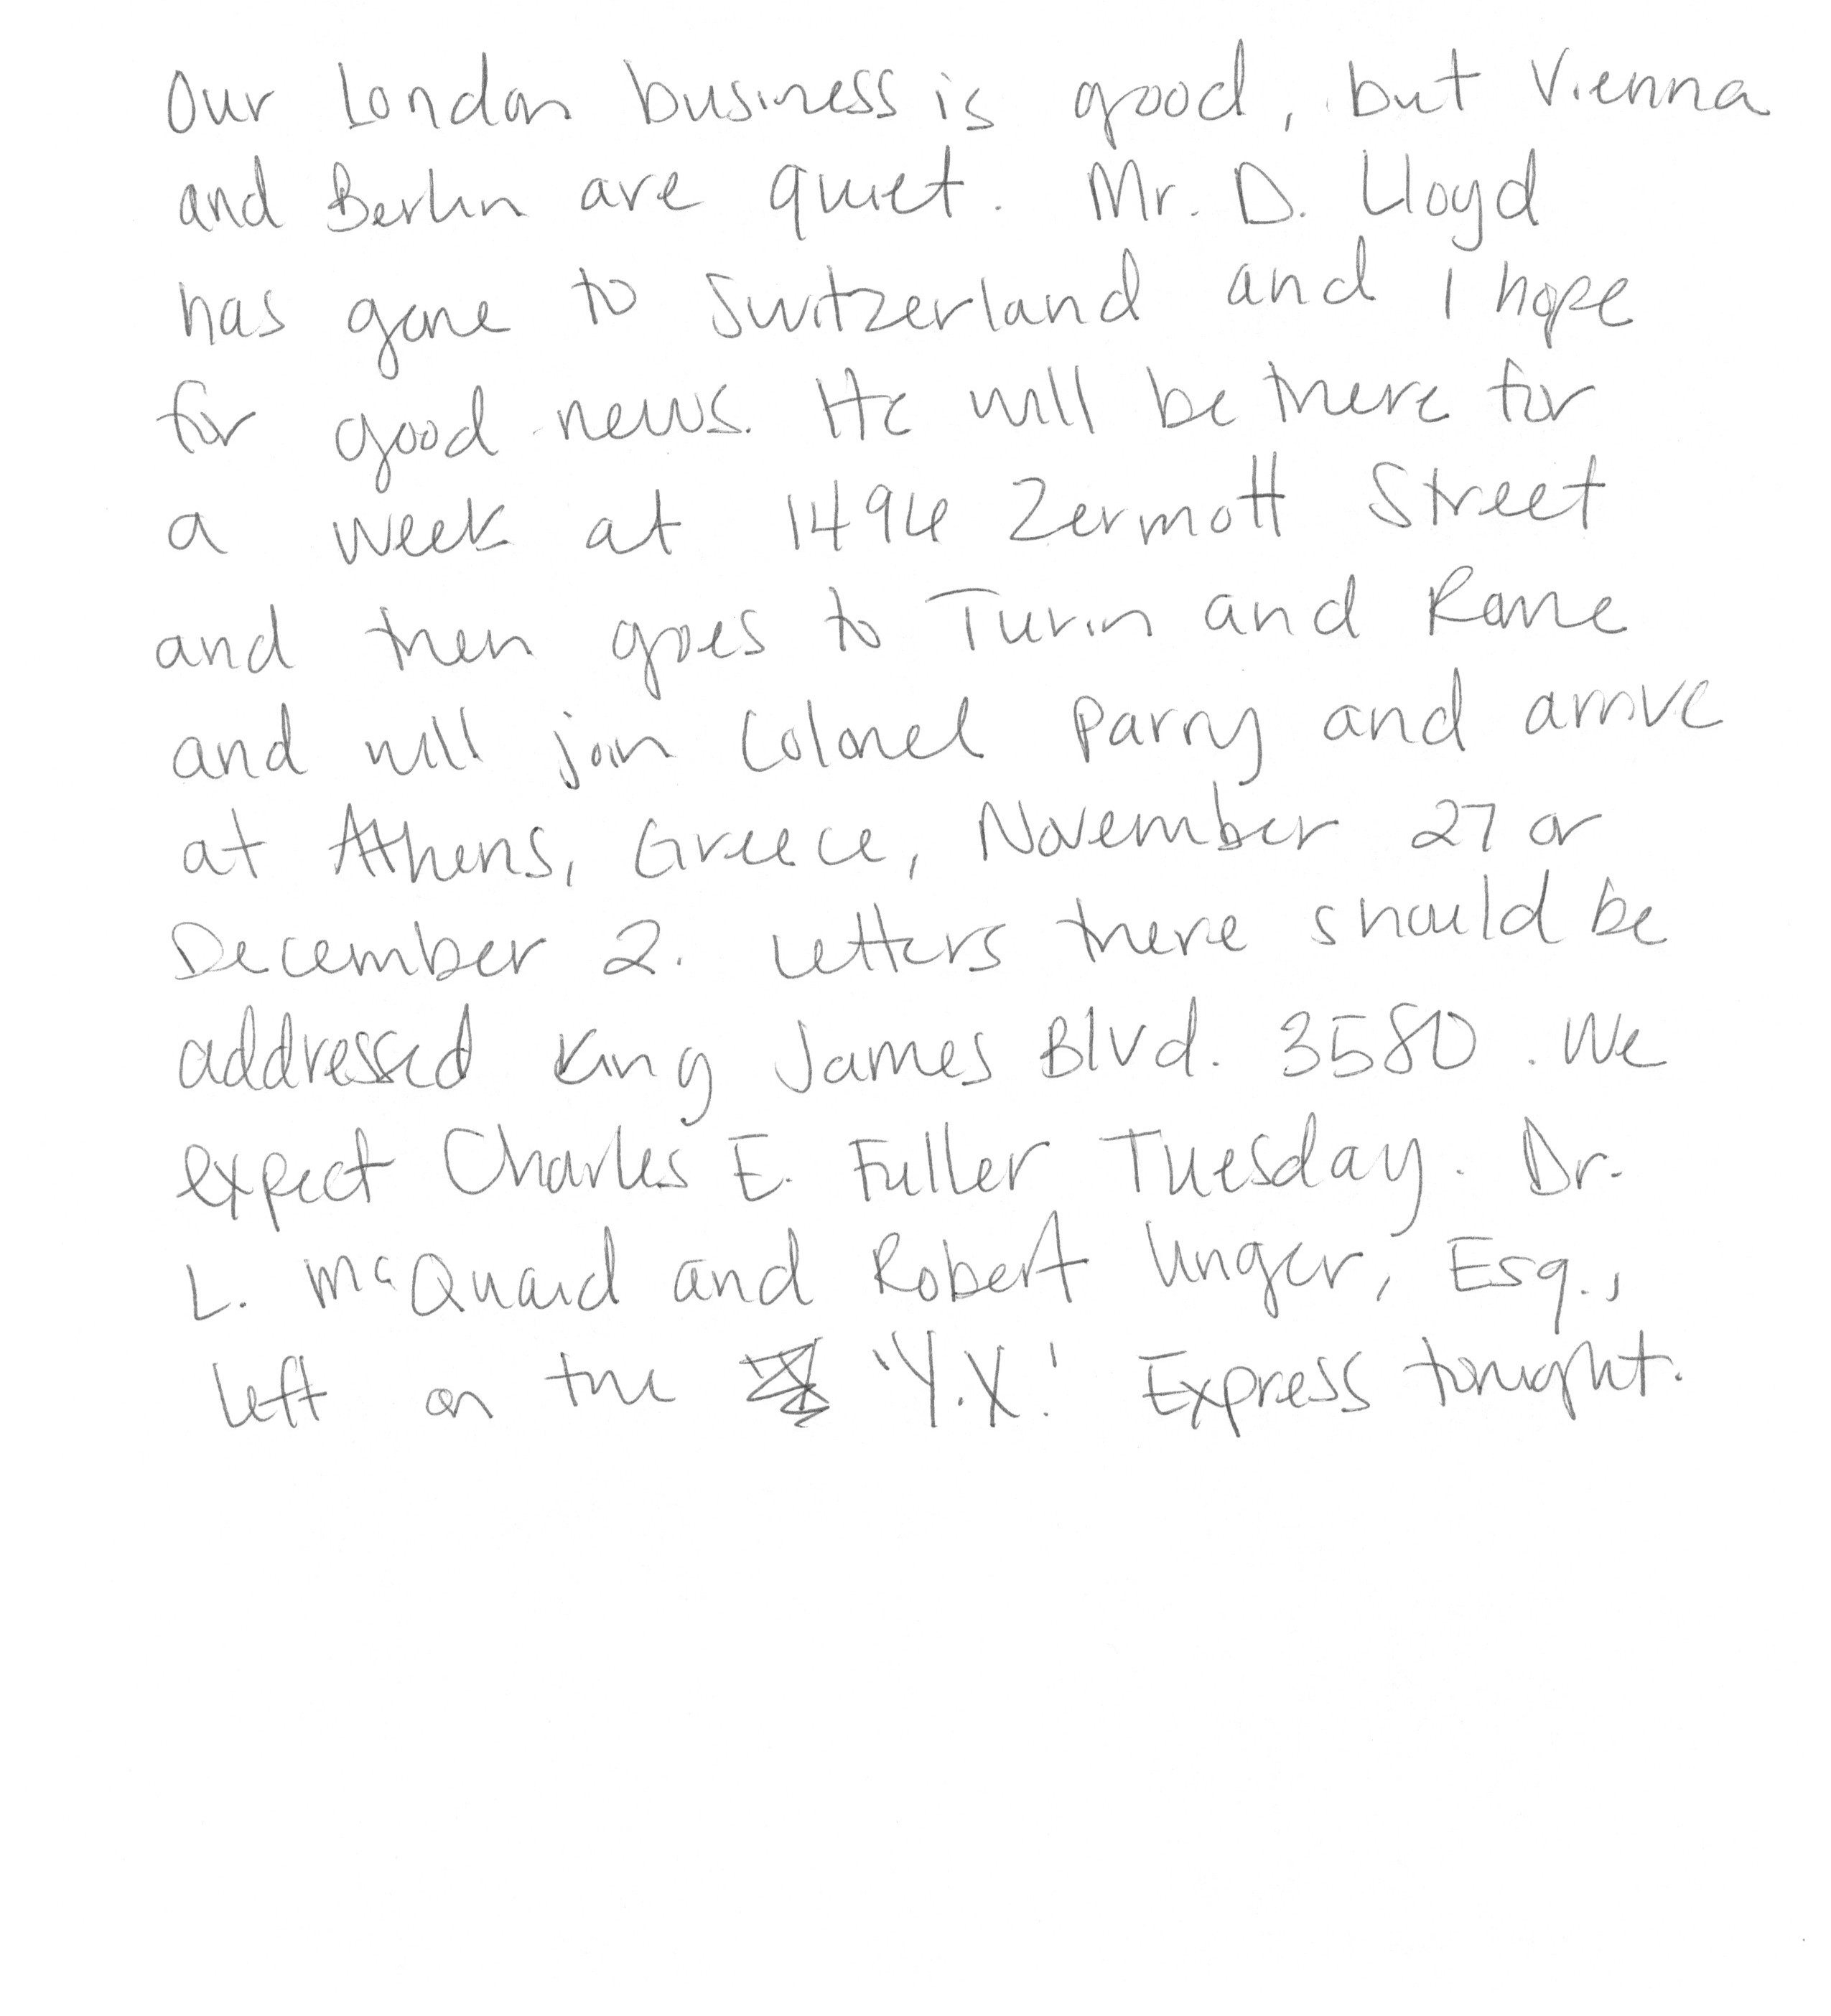 Our London business is good, but Vienna
and Berlin are quiet. Mr. D. Lloyd
has gone to Switzerland and I hope
for good news. He will be there for
a week at 1496 Zermott Street
and then goes to Turin and Rome
and will join Colonel Parry and arrive
at Athens, Greece, November 27 or
December 2. Letters there should be
addressed King James Blvd. 3580. We
expect Charles E. Fuller Tuesday. Dr.
L. McQuaid and Robert Unger, Esq.,
left on the 'Y.X.' Express tonight.